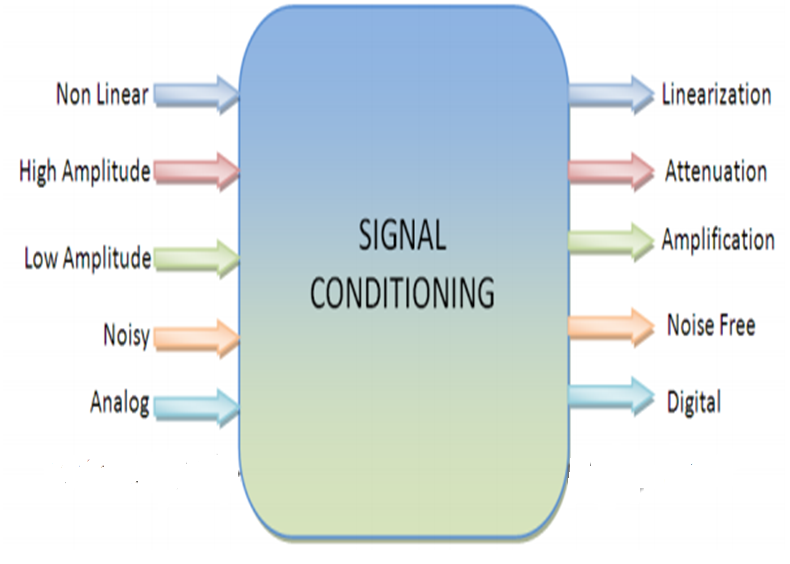 Non Linear
High Amplitude
Low Amplitude
Noisy
Analog
SIGNAL
CONDITIONING
Linearization
Attenuation
Amplification
Noise Free
Digital